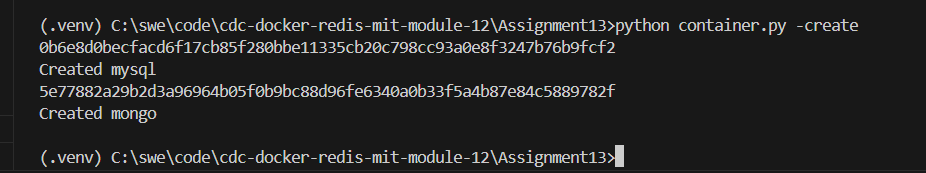 (.venv) C:\swe\code\cdc-docker-redis-mit-module-12\Assignment13>python container.py -create
0b6e8d0becfacd6f17cb85f280bbe11335cb20c798cc93a0e8f3247b76b9fcf2
Created mysql
5e77882a29b2d3a96964b05f0b9bc88d96fe6340a0b33f5a4b87e84c5889782f
Created mongo
(.venv) C:\swe\code\cdc-docker-redis-mit-module-12\Assignment13>